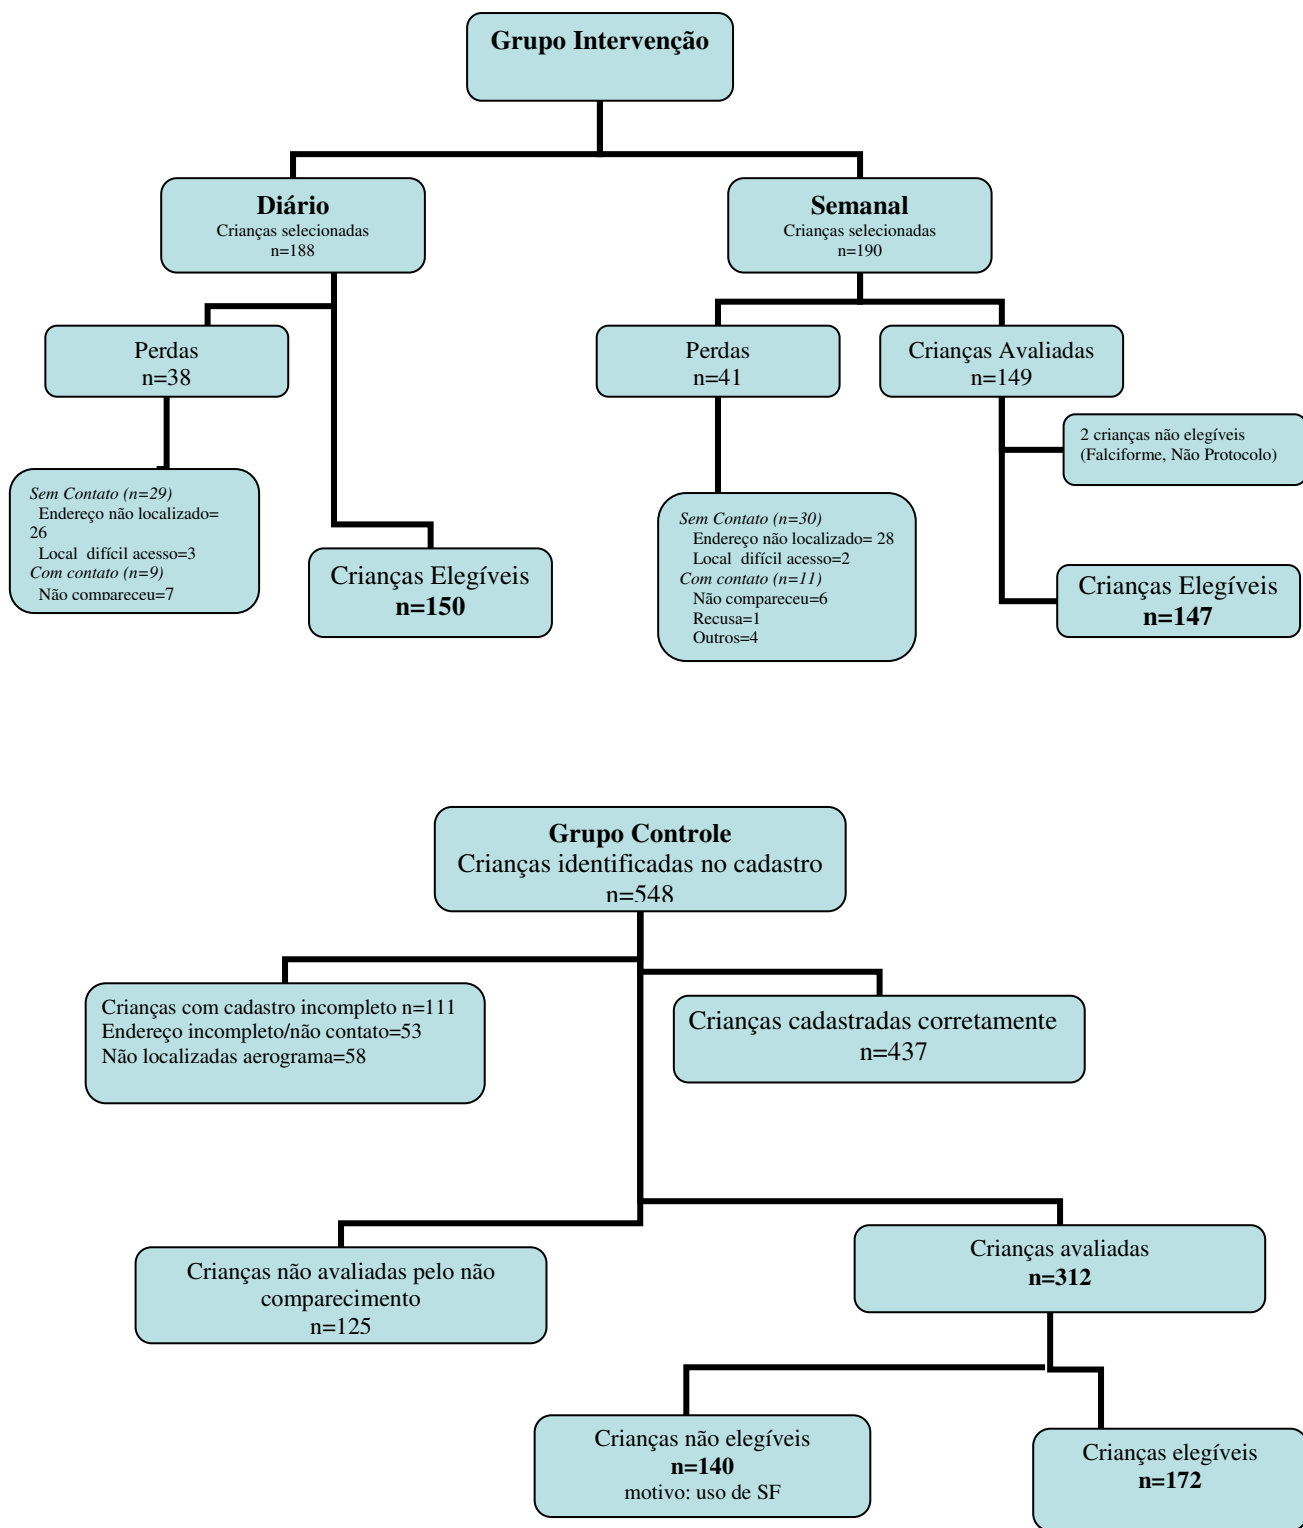 Grupo Intervenção
Diário
Crianças selecionadas
n=188
Semanal
Crianças selecionadas
n=190
Perdas
n=38
Perdas
n=41
Crianças Avaliadas
n=149
2 crianças não elegíveis
(Falciforme, Não Protocolo)
Sem Contato (n=29)
Endereço não localizado=
26
Local difícil acesso=3
Com contato (n=9)
Não compareceu=7
Crianças Elegíveis
n=150
Sem Contato (n=30)
Endereço não localizado= 28
Local difícil acesso=2
Com contato (n=11)
Não compareceu=6
Recusa=1
Outros=4
Crianças Elegíveis
n=147
Grupo Controle
Crianças identificadas no cadastro
n=548
Crianças com cadastro incompleto n=111
Endereço incompleto/não contato=53
Não localizadas aerograma=58
Crianças cadastradas corretamente
n=437
Crianças não avaliadas pelo não
comparecimento
n=125
Crianças avaliadas
n=312
Crianças não elegíveis
n=140
motivo: uso de SF
Crianças elegíveis
n=172